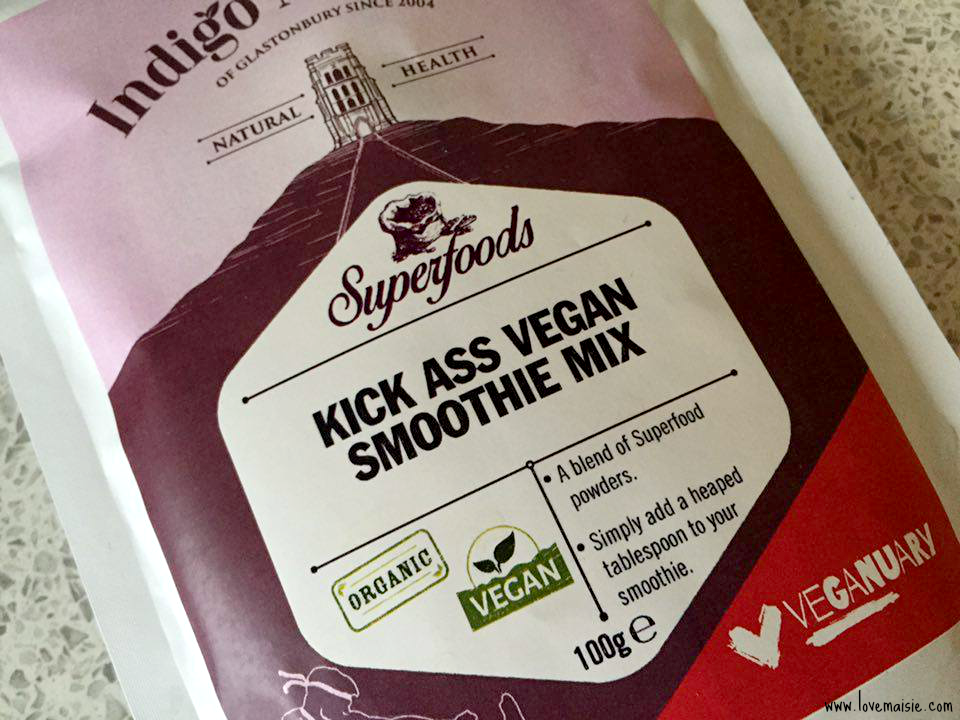 Indigo
OF GLASTONBURY SINCE 2004
NATURAL HEALTH
Superfoods
KICK ASS VEGAN
SMOOTHIE MIX
• A blend of Superfood
powders.
• Simply add a heaped
tablespoon to your
smoothie.
ORGANIC
VEGAN
100g ℮
VEGANUARY
www.lovemaisie.com